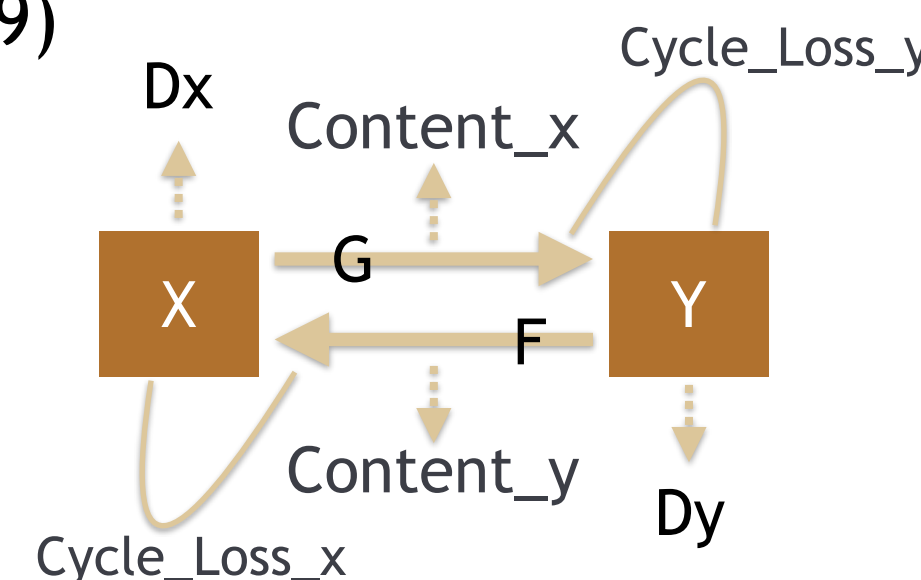 9)
Cycle_Loss_y
Dx
Content_x
G
X
Y
F
Content_y
Dy
Cycle_Loss_x